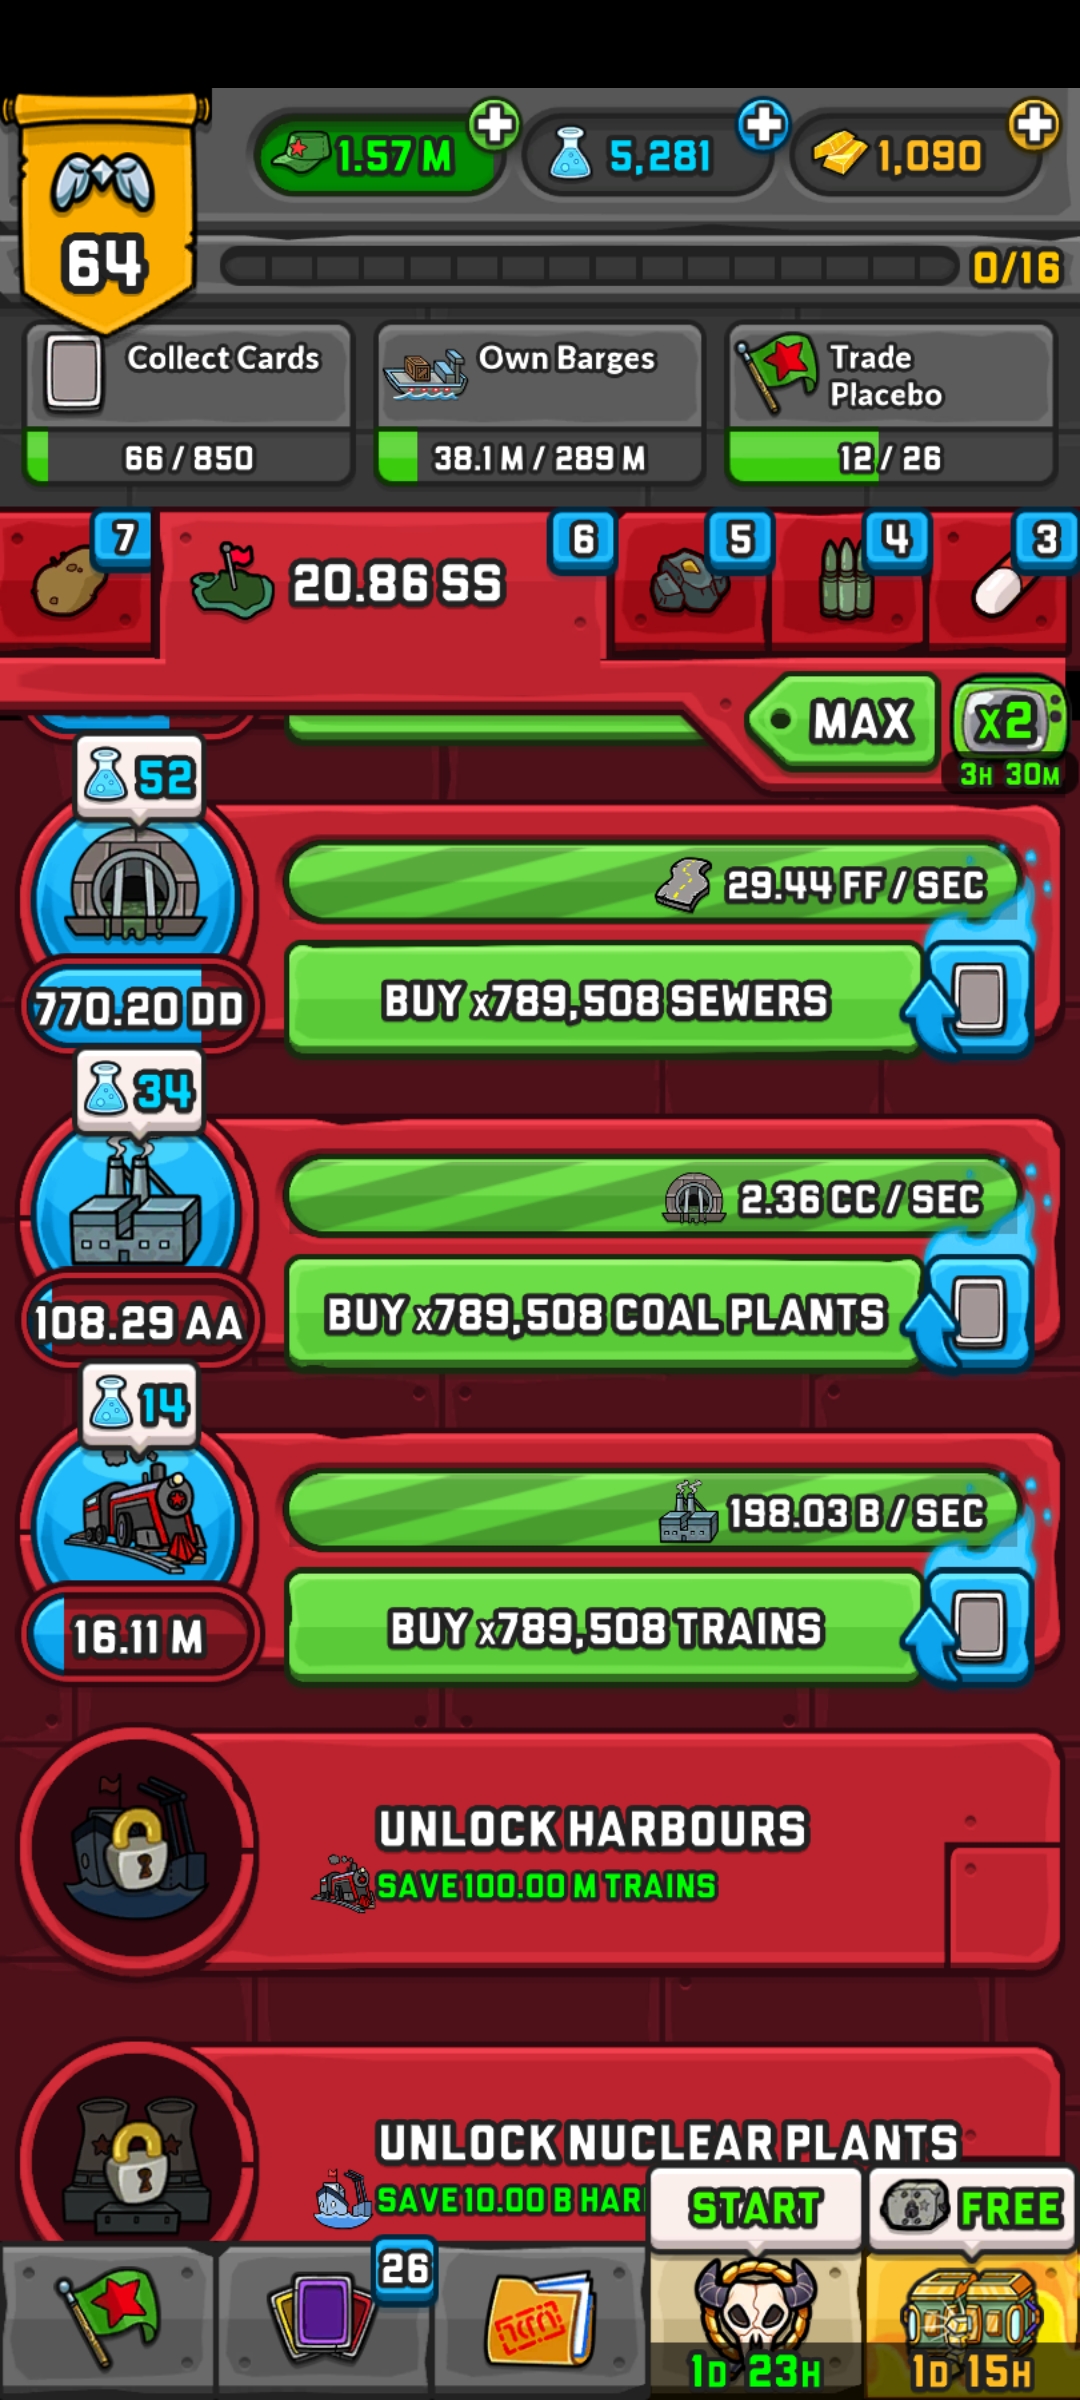 1.57 M
5,281
1,090
64
0/16
Collect Cards
66 / 850
Own Barges
38.1 M / 289 M
Trade
Placebo
12 / 26
7
20.86 SS
6
5
4
3
MAX
x2
3H 30M
52
29.44 FF / SEC
770.20 DD
BUY x789,508 SEWERS
34
2.36 CC / SEC
108.29 AA
BUY x789,508 COAL PLANTS
14
198.03 B / SEC
16.11 M
BUY x789,508 TRAINS
UNLOCK HARBOURS
SAVE 100.00 M TRAINS
UNLOCK NUCLEAR PLANTS
SAVE 10.00 B HAR
START
FREE
26
1D 23H
1D 15H